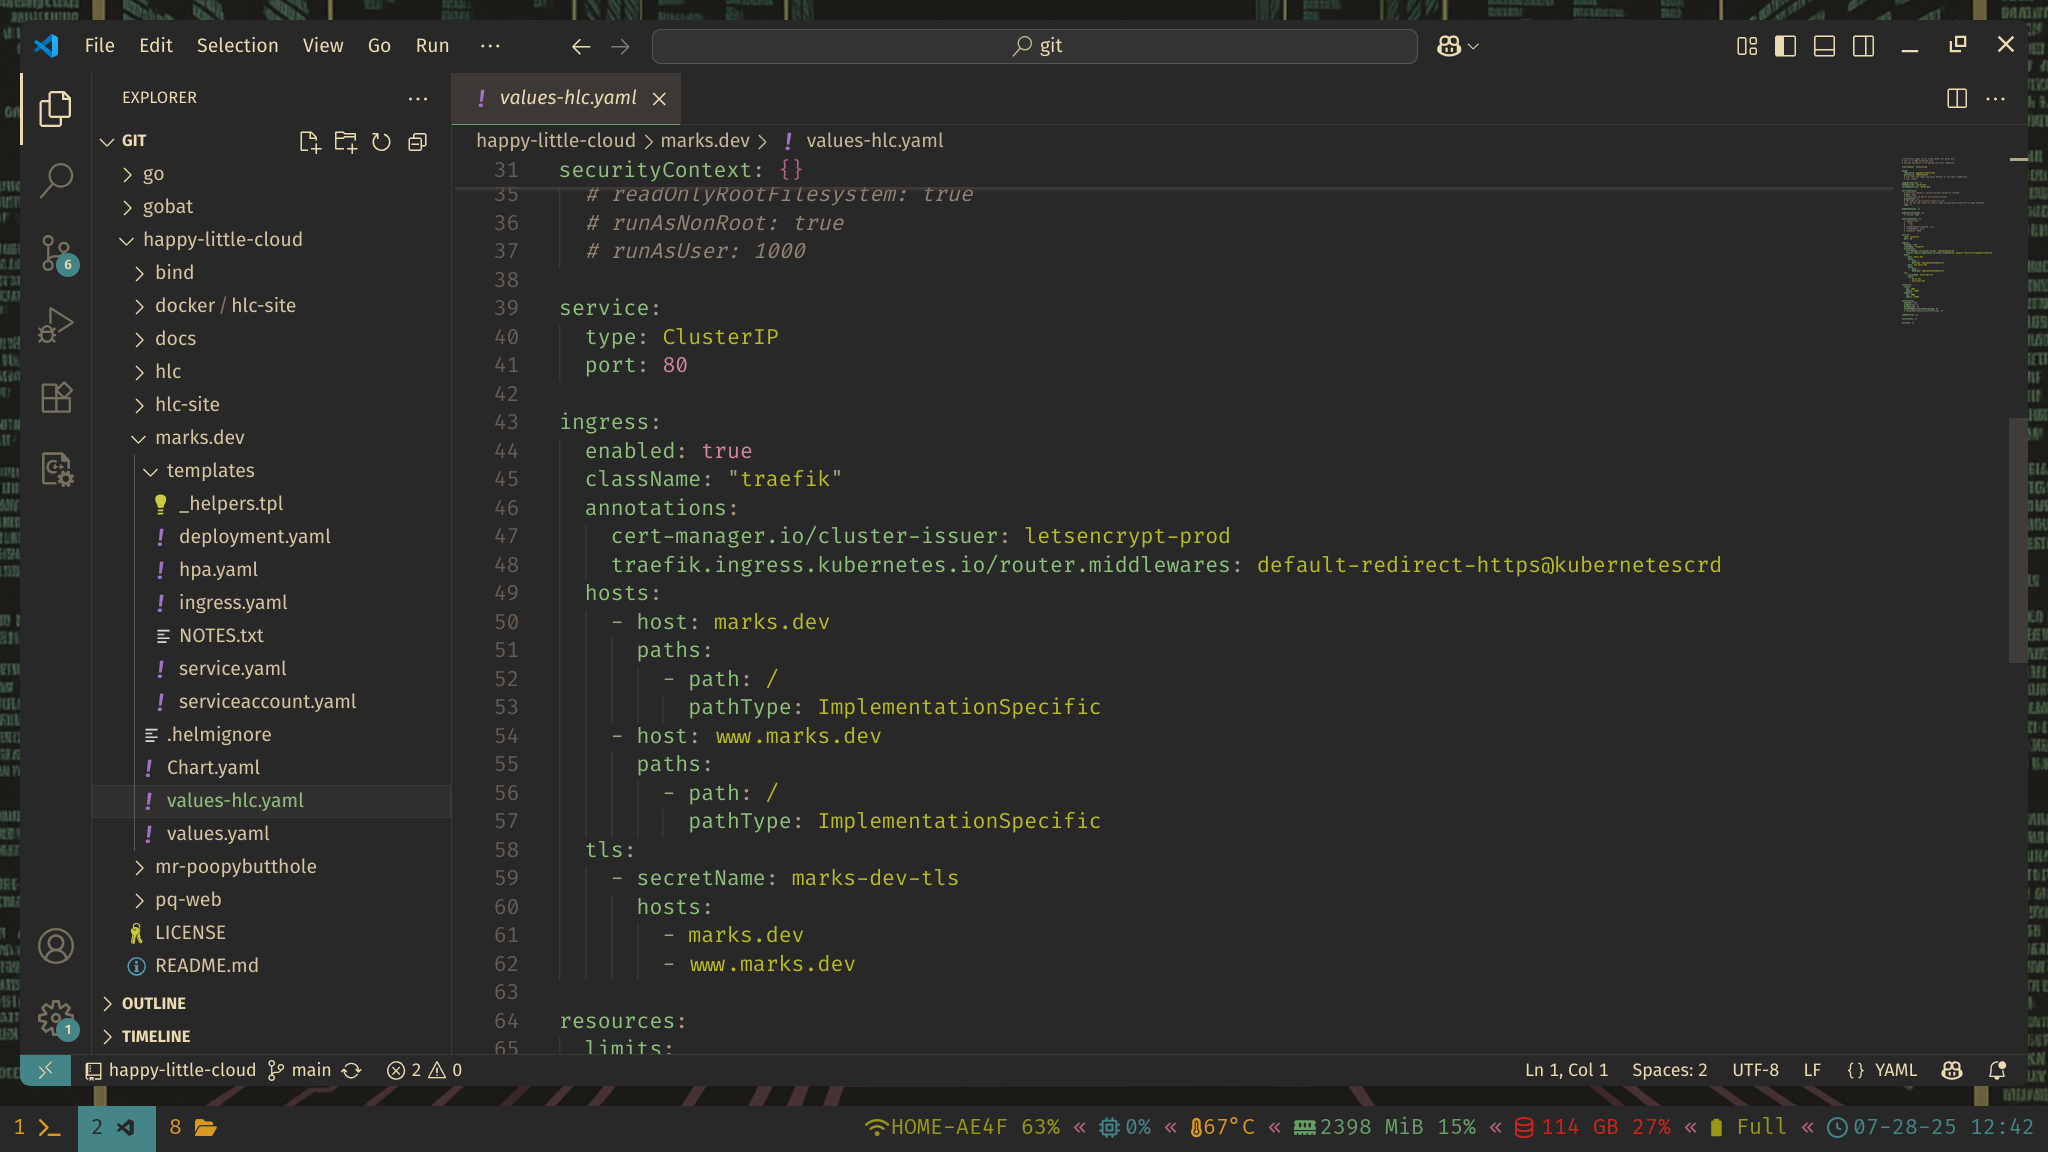 File Edit Selection View Go Run ...
git
EXPLORER
GIT
go
gobat
happy-little-cloud
bind
docker / hlc-site
docs
hlc
hlc-site
marks.dev
templates
_helpers.tpl
! deployment.yaml
! hpa.yaml
! ingress.yaml
NOTES.txt
! service.yaml
! serviceaccount.yaml
.helmignore
! Chart.yaml
! values-hlc.yaml
! values.yaml
mr-poopybutthole
pq-web
LICENSE
README.md
OUTLINE
TIMELINE
6
1
! values-hlc.yaml
happy-little-cloud > marks.dev > ! values-hlc.yaml
31 securityContext: {}
35 # readOnlyRootFilesystem: true
36 # runAsNonRoot: true
37 # runAsUser: 1000
38
39 service:
40 type: ClusterIP
41 port: 80
42
43 ingress:
44 enabled: true
45 className: "traefik"
46 annotations:
47 cert-manager.io/cluster-issuer: letsencrypt-prod
48 traefik.ingress.kubernetes.io/router.middlewares: default-redirect-https@kubernetescrd
49 hosts:
50 - host: marks.dev
51 paths:
52 - path: /
53 pathType: ImplementationSpecific
54 - host: www.marks.dev
55 paths:
56 - path: /
57 pathType: ImplementationSpecific
58 tls:
59 - secretName: marks-dev-tls
60 hosts:
61 - marks.dev
62 - www.marks.dev
63
64 resources:
65 limits:
happy-little-cloud main 2 0
Ln 1, Col 1 Spaces: 2 UTF-8 LF {} YAML
1 2 8
HOME-AE4F 63% « 0% « 67°C « 2398 MiB 15% « 114 GB 27% « Full « 07-28-25 12:42